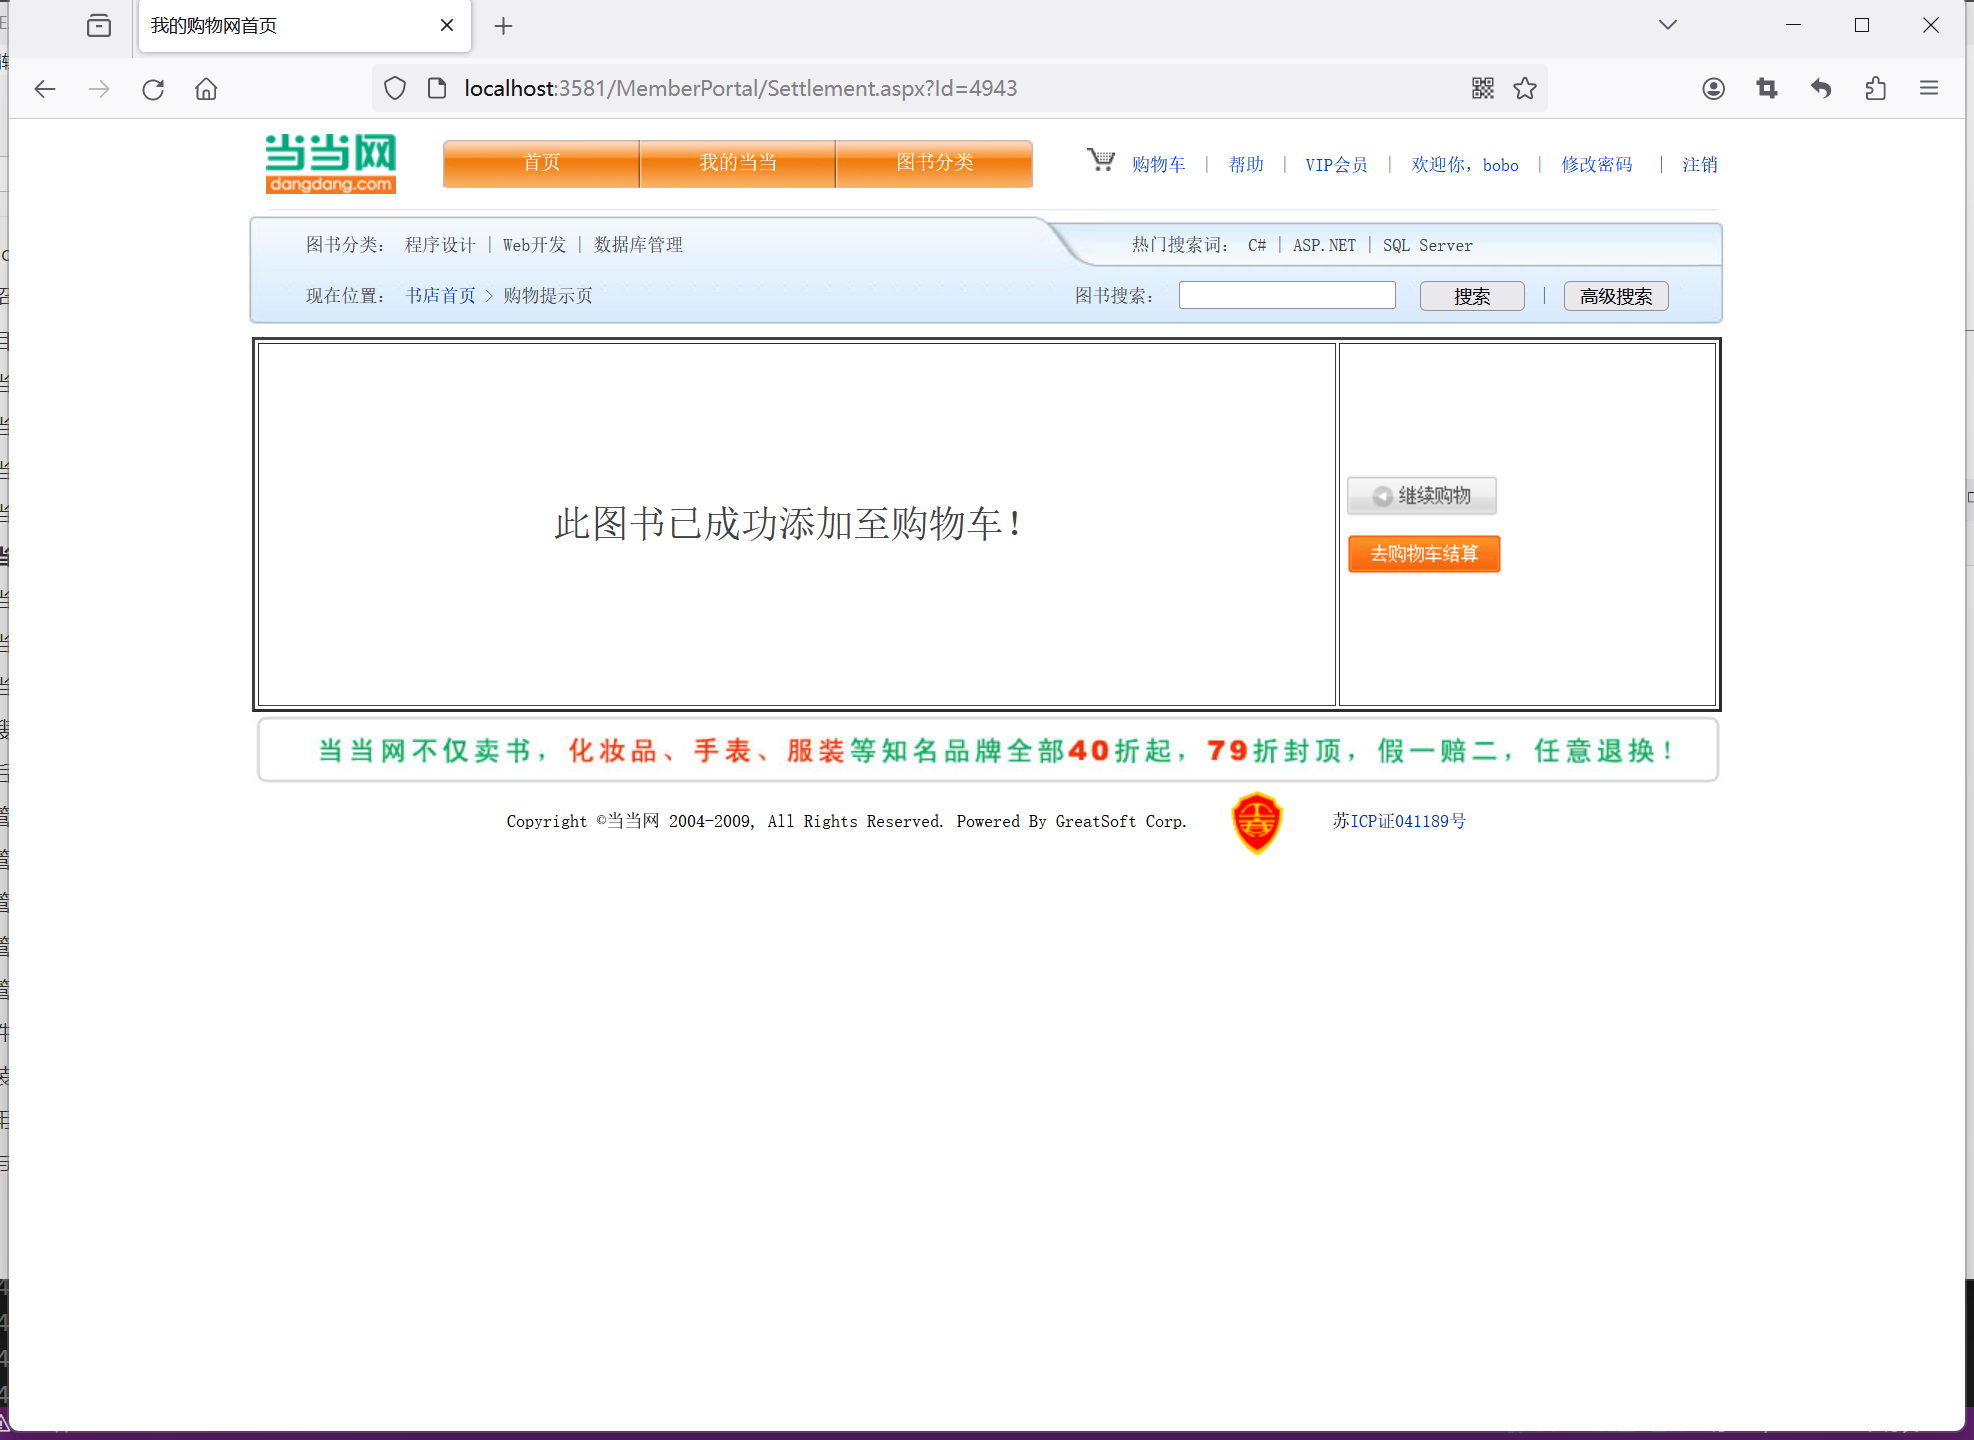 我的购物网首页
localhost:3581/MemberPortal/Settlement.aspx?Id=4943
当当网
dangdang.com
首页 我的当当 图书分类
购物车 | 帮助 | VIP会员 | 欢迎你，bobo | 修改密码 | 注销
图书分类： 程序设计 | Web开发 | 数据库管理
热门搜索词： C# | ASP.NET | SQL Server
现在位置： 书店首页 > 购物提示页
图书搜索： 搜索 | 高级搜索
此图书已成功添加至购物车！
继续购物
去购物车结算
当当网不仅卖书，化妆品、手表、服装等知名品牌全部40折起，79折封顶，假一赔二，任意退换！
Copyright ©当当网 2004-2009, All Rights Reserved. Powered By GreatSoft Corp.
苏ICP证041189号